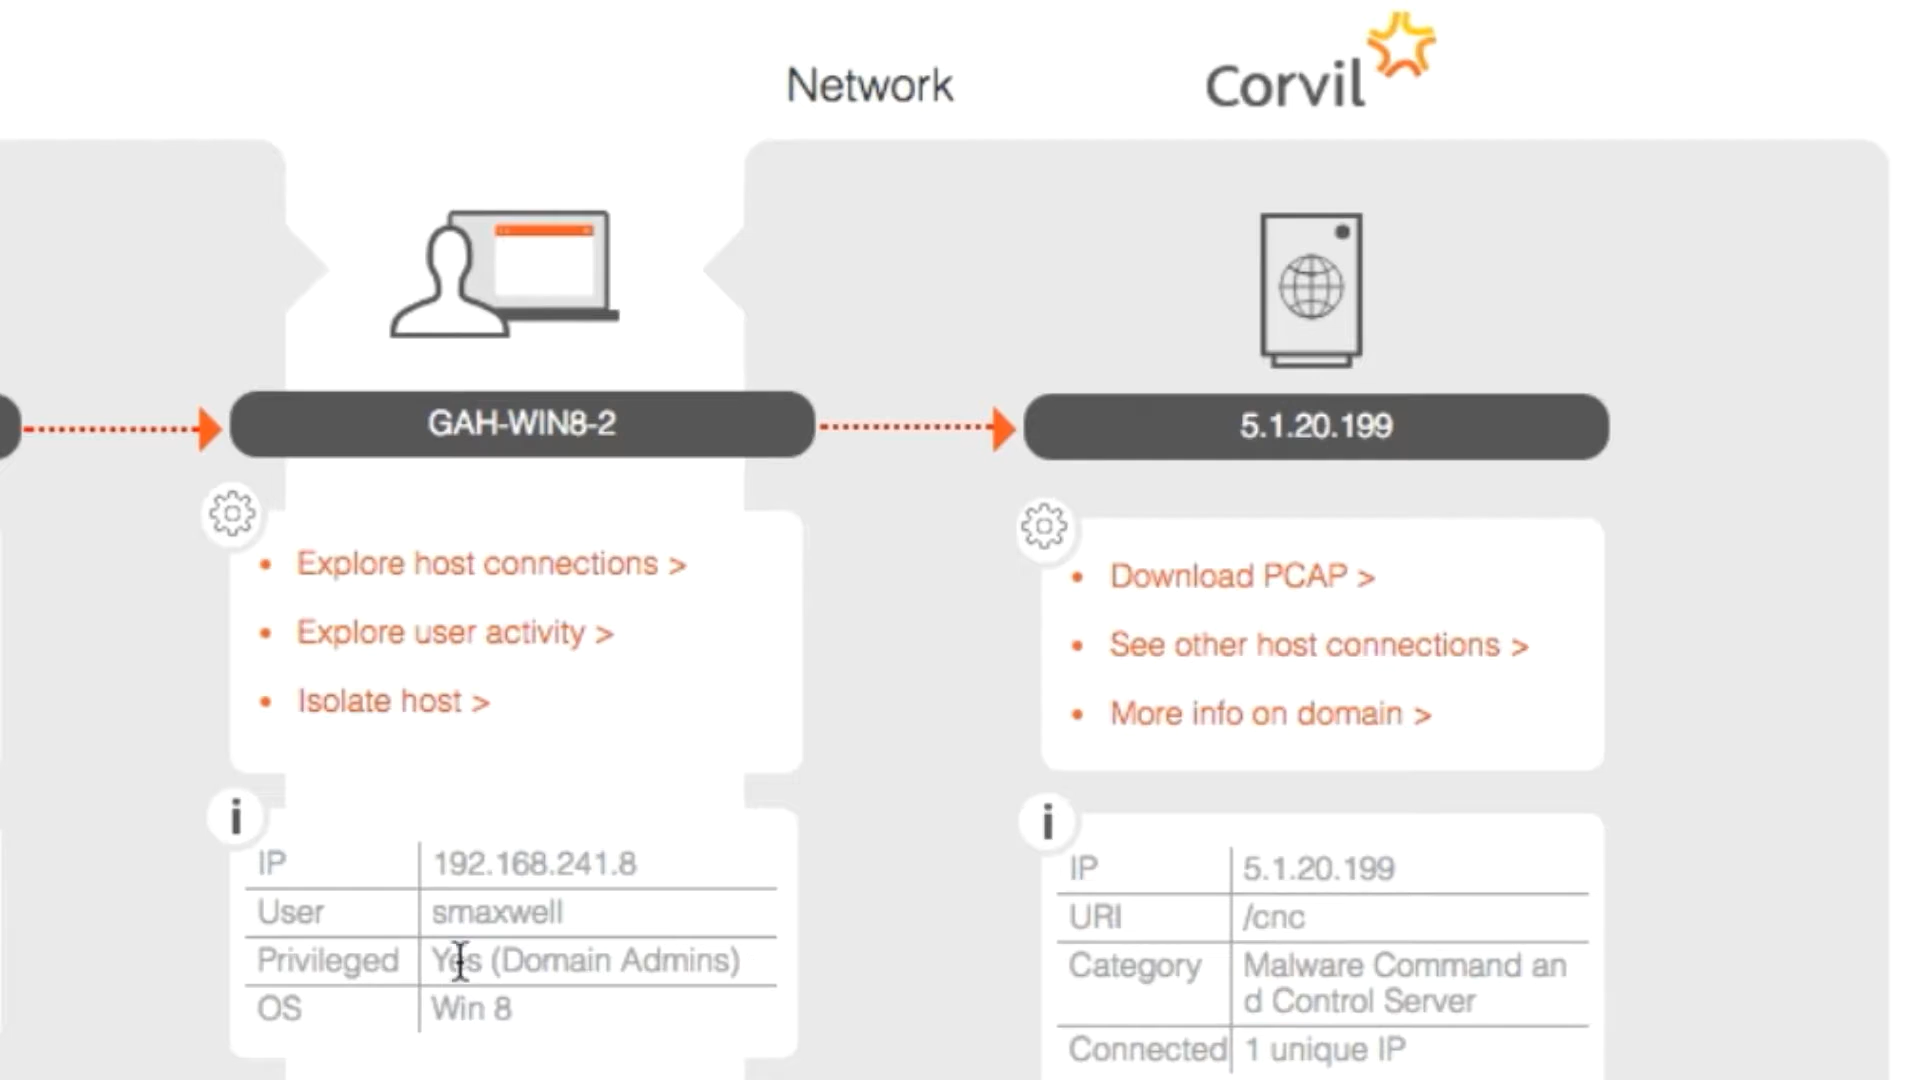 Network
Corvil
GAH-WIN8-2
5.1.20.199
Explore host connections >
Explore user activity >
Isolate host >
Download PCAP >
See other host connections >
More info on domain >
i
IP 192.168.241.8
User smaxwell
Privileged Yes (Domain Admins)
OS Win 8
i
IP 5.1.20.199
URI /cnc
Category Malware Command an
d Control Server
Connected 1 unique IP